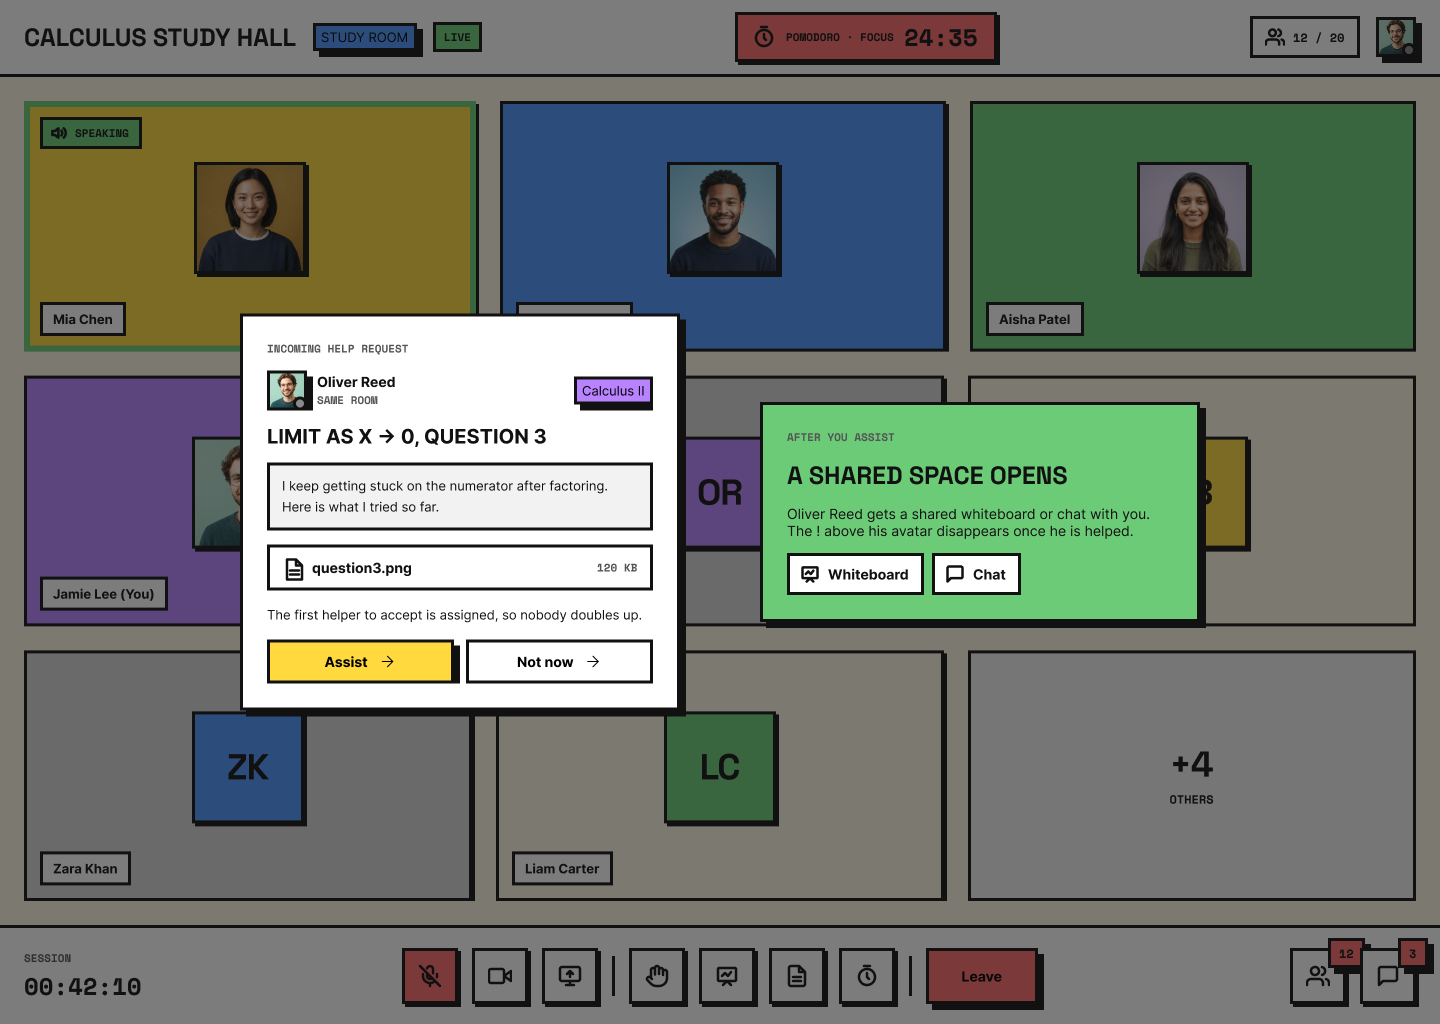 CALCULUS STUDY HALL
STUDY ROOM
LIVE
POMODORO · FOCUS 24:35
12 / 20
SPEAKING
Mia Chen
Aisha Patel
INCOMING HELP REQUEST
Oliver Reed
SAME ROOM
Calculus II
LIMIT AS X → 0, QUESTION 3
I keep getting stuck on the numerator after factoring.
Here is what I tried so far.
question3.png
120 KB
The first helper to accept is assigned, so nobody doubles up.
Assist →
Not now →
Jamie Lee (You)
OR
AFTER YOU ASSIST
A SHARED SPACE OPENS
Oliver Reed gets a shared whiteboard or chat with you.
The ! above his avatar disappears once he is helped.
Whiteboard
Chat
ZK
Zara Khan
LC
Liam Carter
+4
OTHERS
SESSION
00:42:10
Leave
12
3